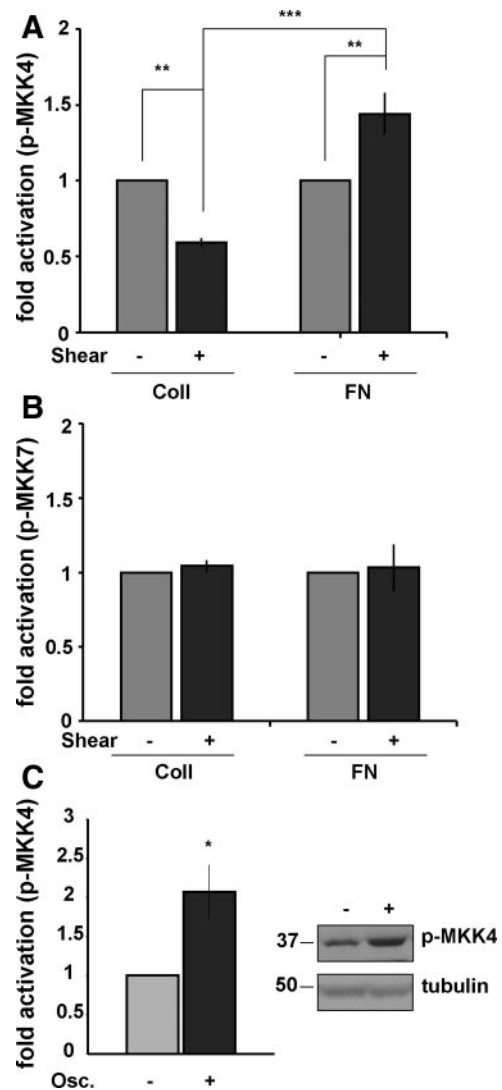 A
fold activation (p-MKK4)
2
1.5
1
0.5
0
**
***
**
Shear - + - +
Coll FN
B
fold activation (p-MKK7)
2
1.5
1
0.5
0
Shear - + - +
Coll FN
C
fold activation (p-MKK4)
3
2.5
2
1.5
1
0.5
0
*
Osc. - +
- +
37 p-MKK4
50 tubulin